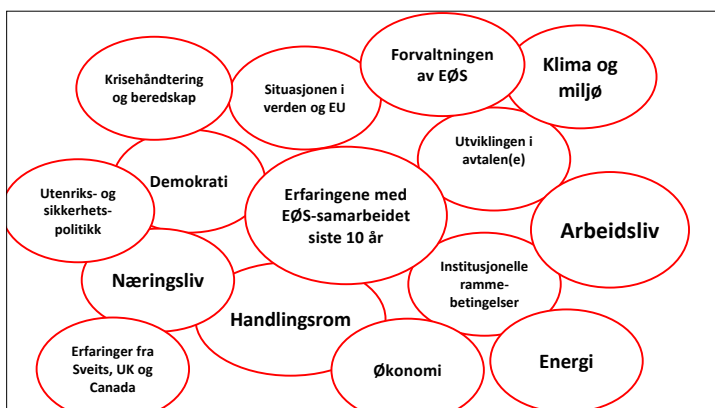 Krisehåndtering
og beredskap
Situasjonen i
verden og EU
Forvaltningen
av EØS
Klima og
miljø
Utenriks- og
sikkerhets-
politikk
Demokrati
Erfaringene med
EØS-samarbeidet
siste 10 år
Utviklingen i
avtalen(e)
Arbeidsliv
Næringsliv
Handlingsrom
Institusjonelle
ramme-
betingelser
Erfaringer fra
Sveits, UK og
Canada
Økonomi
Energi